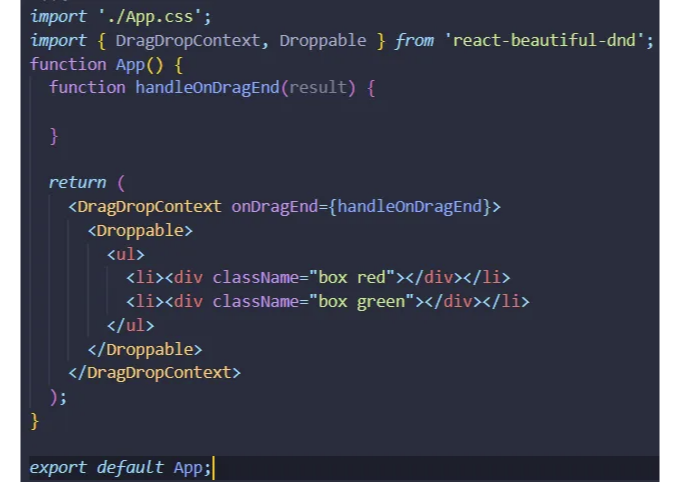 import './App.css';
import { DragDropContext, Droppable } from 'react-beautiful-dnd';
function App() {
  function handleOnDragEnd(result) {

  }

  return (
    <DragDropContext onDragEnd={handleOnDragEnd}>
      <Droppable>
        <ul>
          <li><div className="box red"></div></li>
          <li><div className="box green"></div></li>
        </ul>
      </Droppable>
    </DragDropContext>
  );
}

export default App;